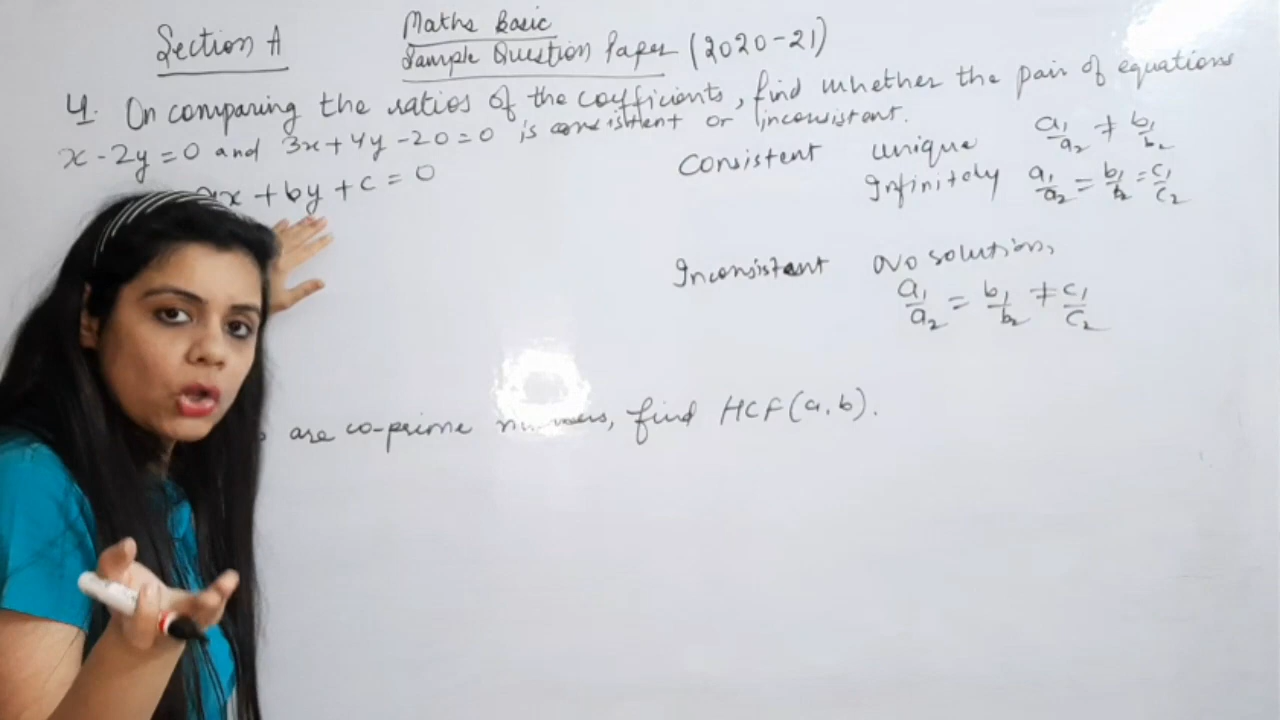 Section A
Maths Basic
Sample Question Paper (2020-21)
4. On comparing the ratios of the coefficients, find whether the pair of equations
x - 2y = 0 and 3x + 4y - 20 = 0 is consistent or inconsistent.
ax + by + c = 0
Consistent unique a₁/a₂ ≠ b₁/b₂
Infinitely a₁/a₂ = b₁/b₂ = c₁/c₂
Inconsistent No solution,
a₁/a₂ = b₁/b₂ ≠ c₁/c₂
are co-prime numbers, find HCF(a,b).